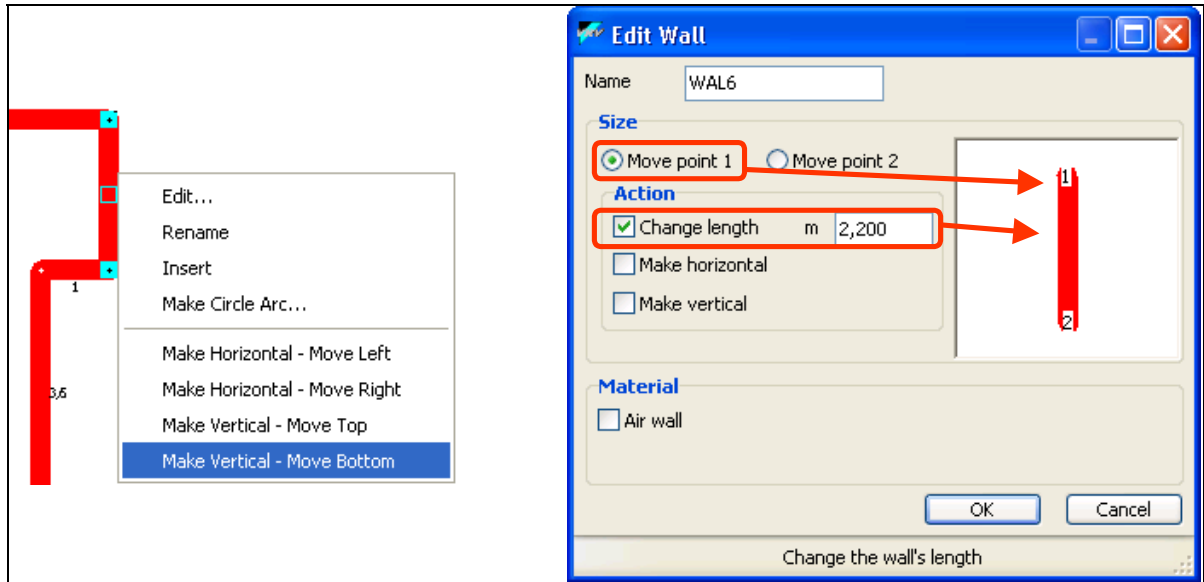 Edit...
Rename
Insert
Make Circle Arc...
Make Horizontal - Move Left
Make Horizontal - Move Right
Make Vertical - Move Top
Make Vertical - Move Bottom
1
3,6
Edit Wall
Name WAL6
Size
Move point 1 Move point 2
Action
Change length m 2,200
Make horizontal
Make vertical
1
2
Material
Air wall
OK Cancel
Change the wall's length